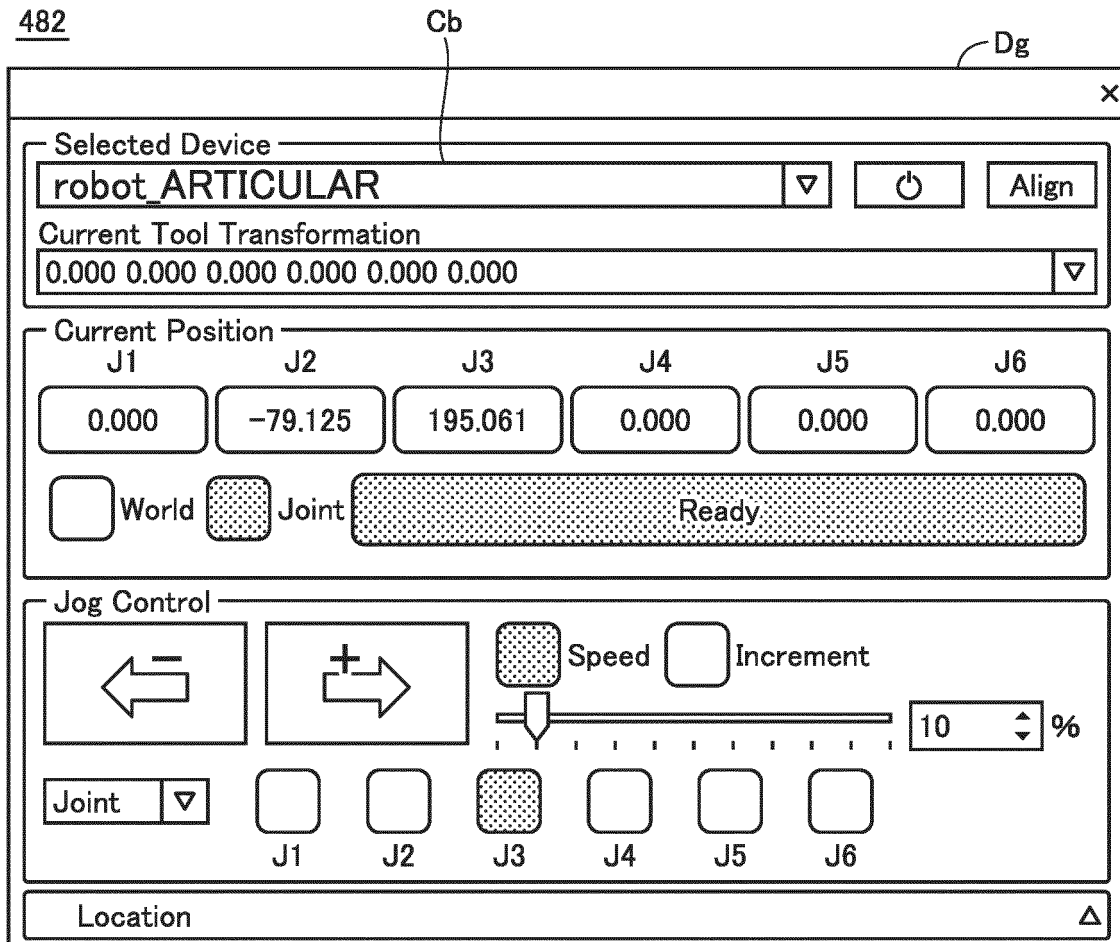 482
Cb
Dg
×
Selected Device
robot_ARTICULAR
Align
Current Tool Transformation
0.000 0.000 0.000 0.000 0.000 0.000
Current Position
J1 J2 J3 J4 J5 J6
0.000 -79.125 195.061 0.000 0.000 0.000
World Joint Ready
Jog Control
- +
Speed Increment
10 %
Joint
J1 J2 J3 J4 J5 J6
Location